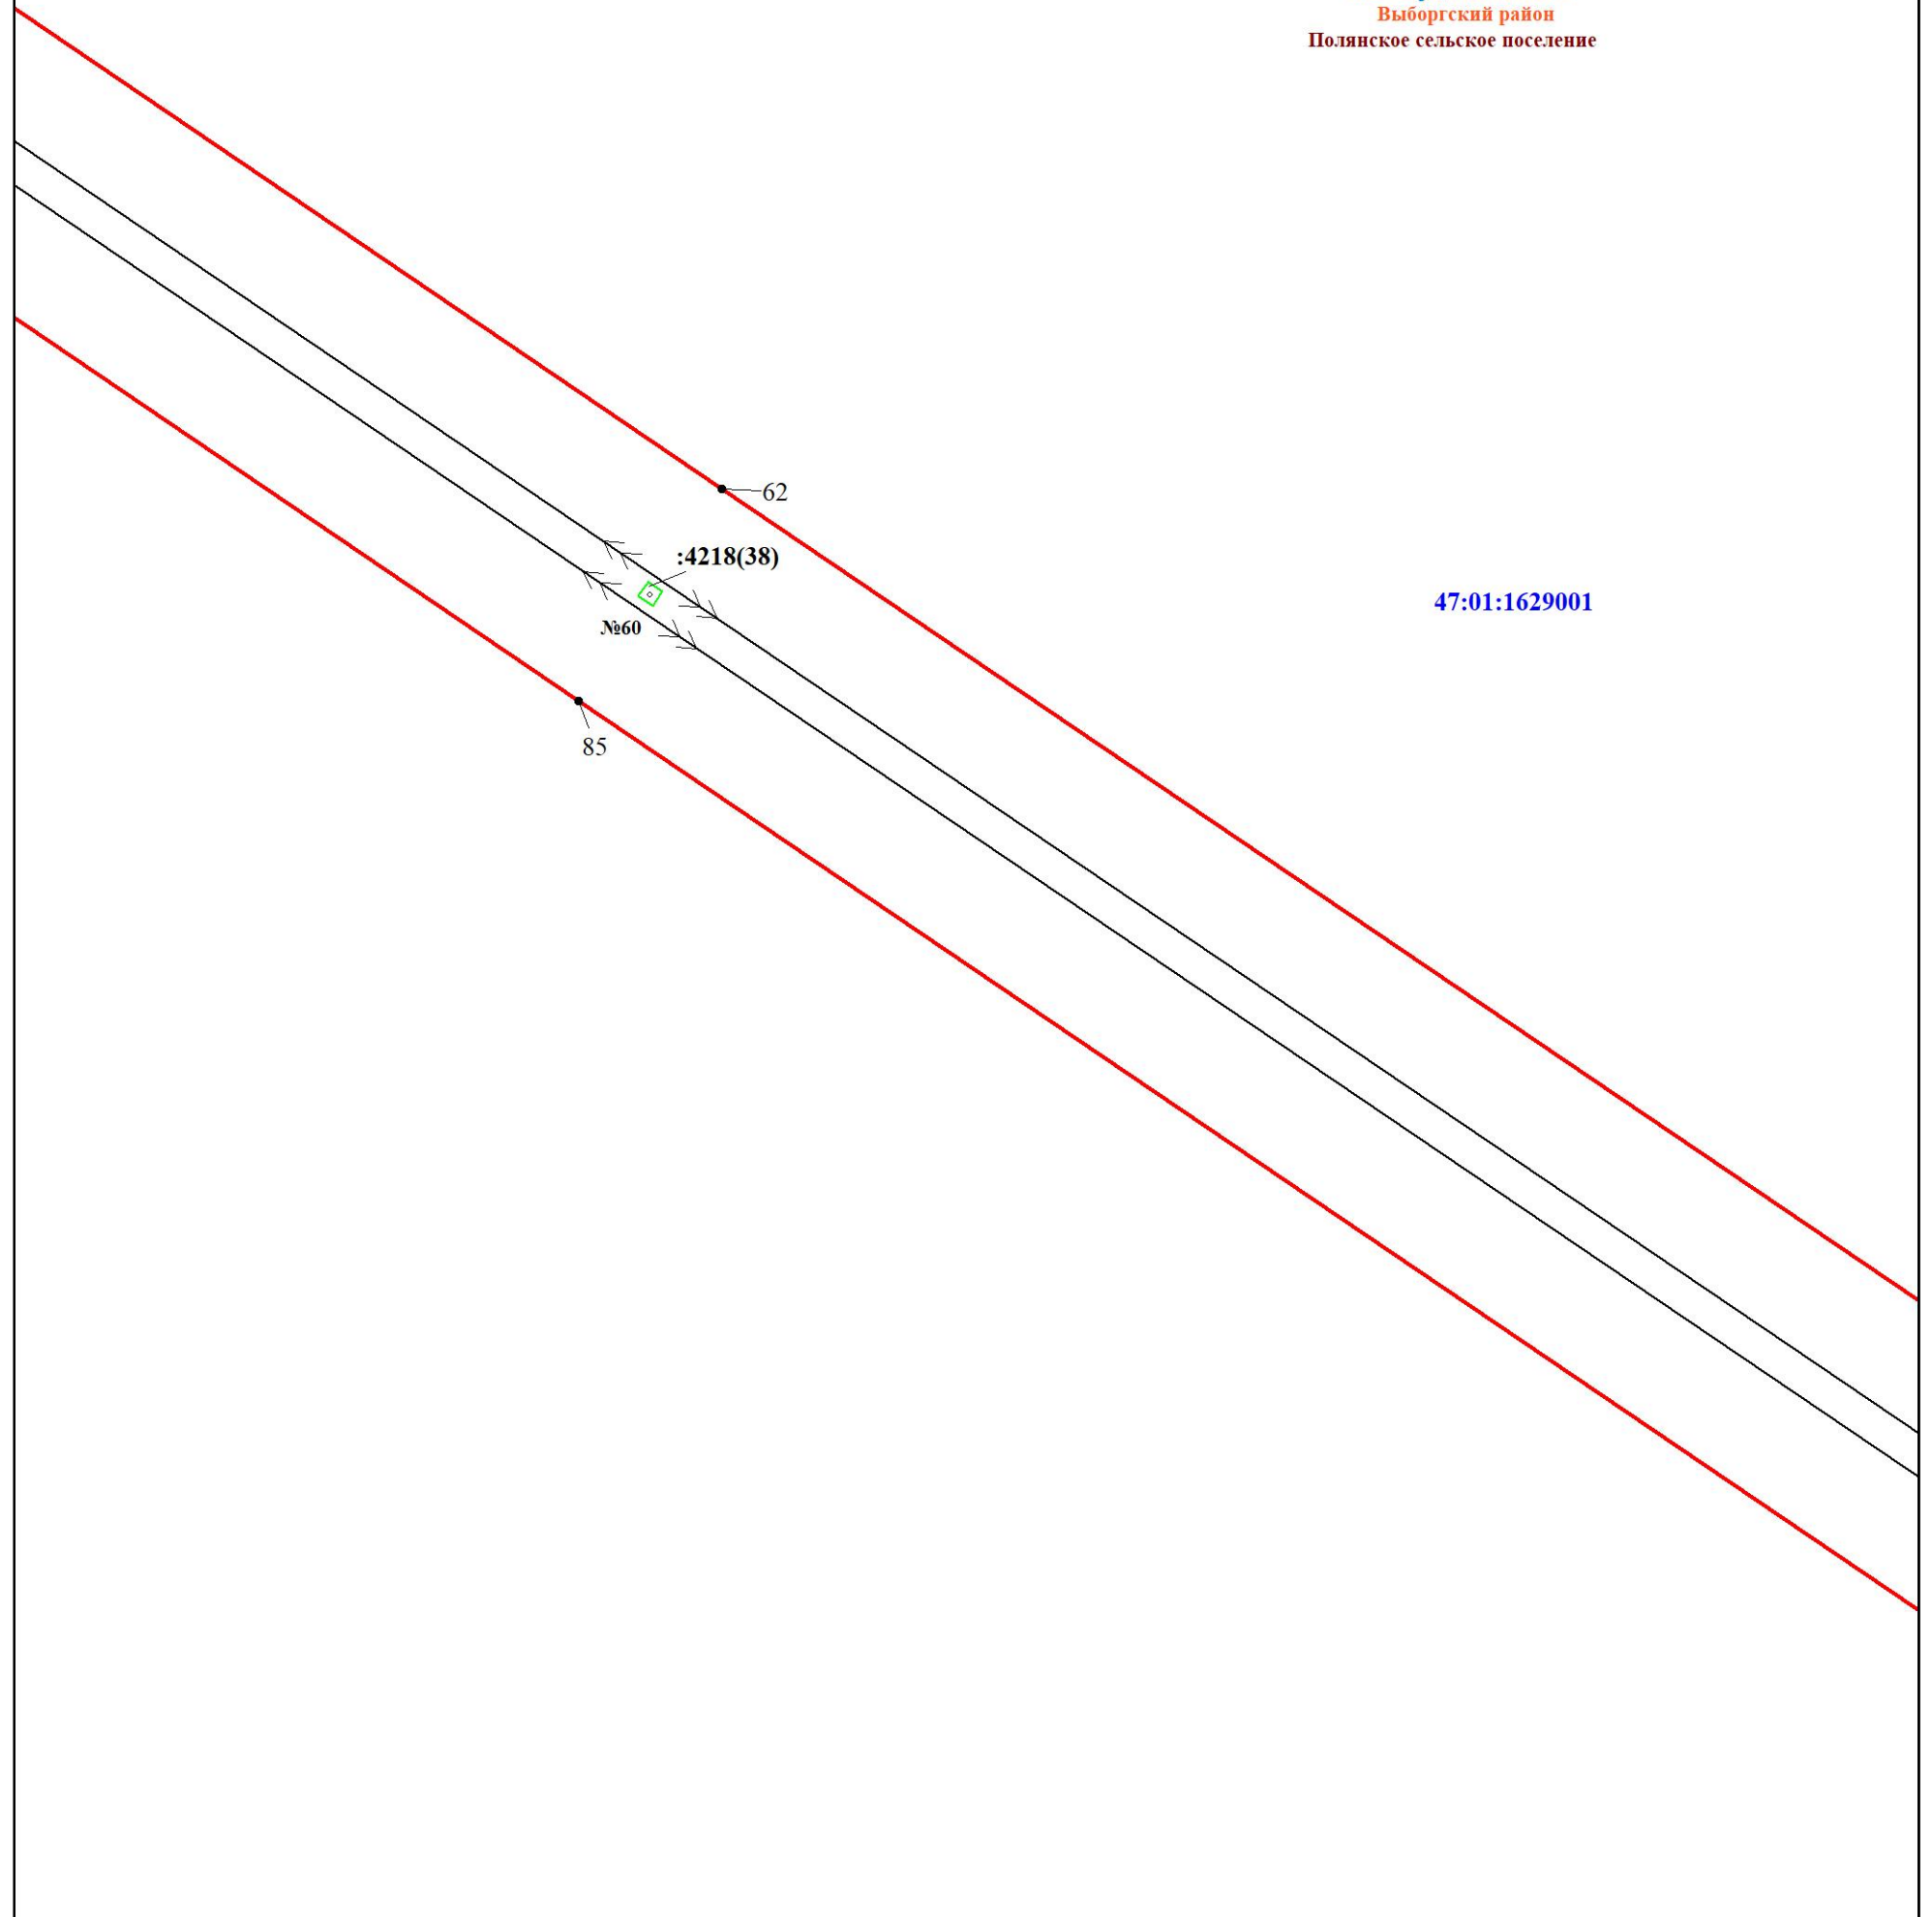 Выборгский район
Полянское сельское поселение
62
:4218(38)
47:01:1629001
№60
85